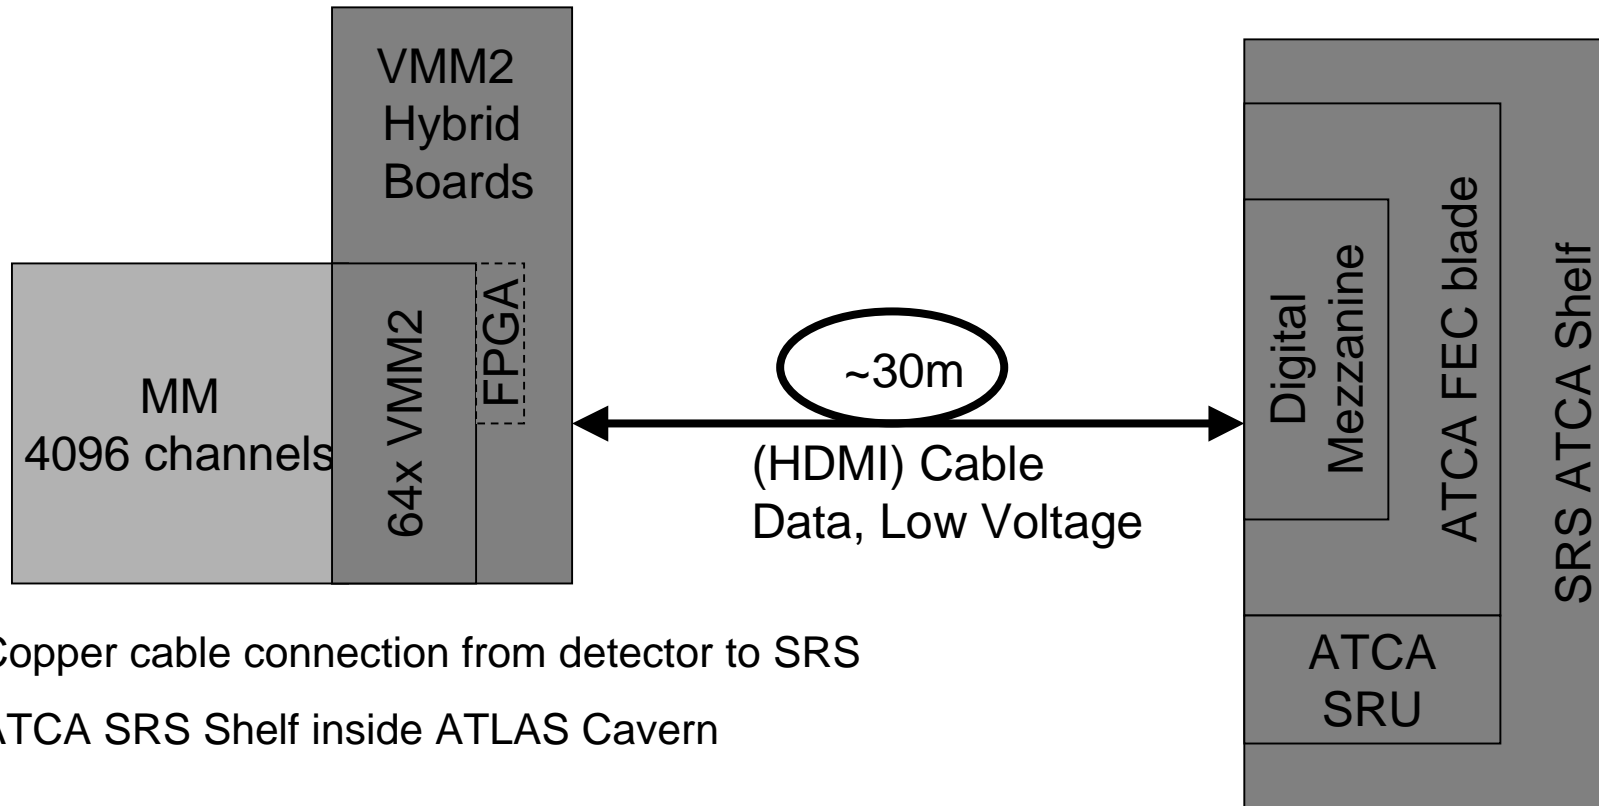 VMM2
Hybrid
Boards
MM
4096 channels
64x VMM2
FPGA
~30m
(HDMI) Cable
Data, Low Voltage
Digital
Mezzanine
ATCA FEC blade
SRS ATCA Shelf
ATCA
SRU
Copper cable connection from detector to SRS
ATCA SRS Shelf inside ATLAS Cavern